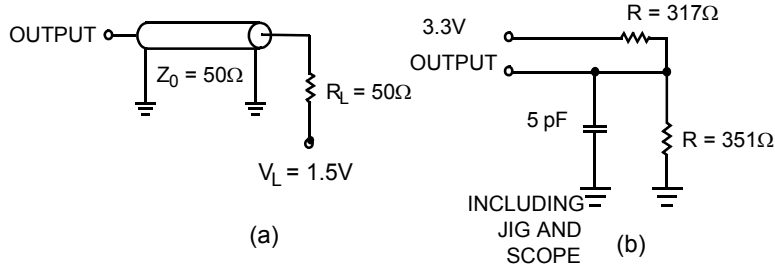 OUTPUT
Z0 = 50Ω
RL = 50Ω
VL = 1.5V
(a)
R = 317Ω
3.3V
OUTPUT
5 pF
R = 351Ω
INCLUDING
JIG AND
SCOPE
(b)